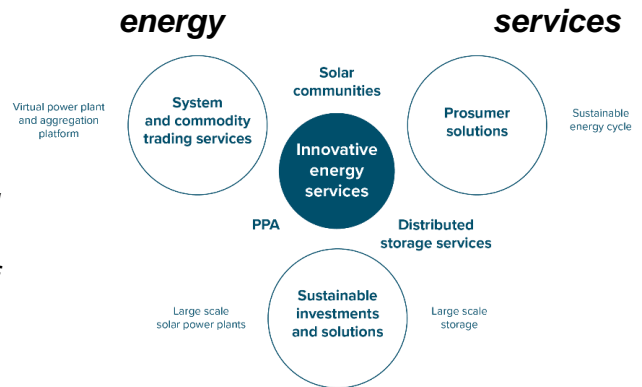 energy services
Solar
communities
Virtual power plant
and aggregation
platform
System
and commodity
trading services
Prosumer
solutions
Sustainable
energy cycle
Innovative
energy
services
PPA
Distributed
storage services
Large scale
solar power plants
Sustainable
investments
and solutions
Large scale
storage